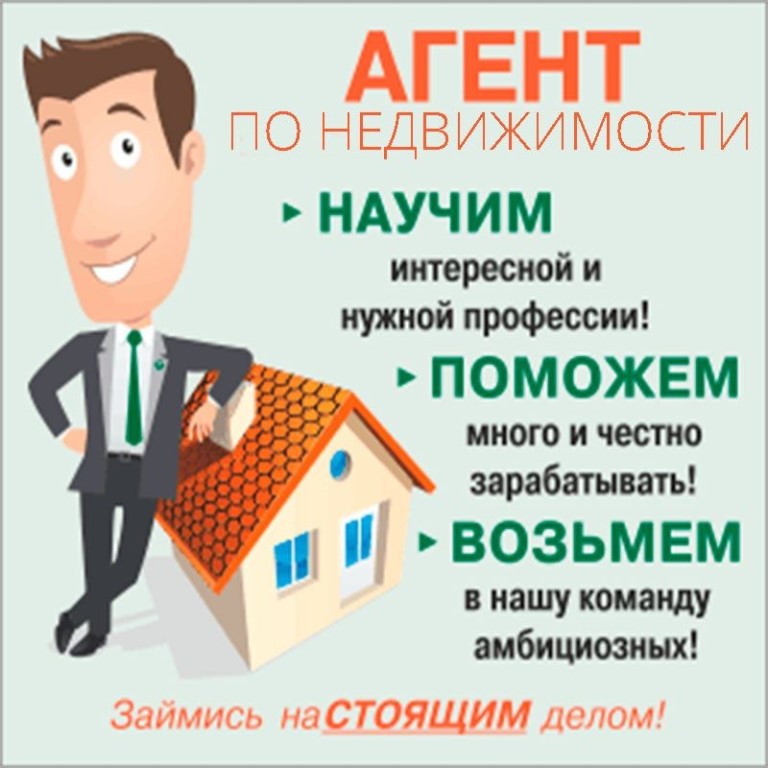 АГЕНТ
ПО НЕДВИЖИМОСТИ
▸ НАУЧИМ
интересной и
нужной профессии!
▸ ПОМОЖЕМ
много и честно
зарабатывать!
▸ ВОЗЬМЕМ
в нашу команду
амбициозных!
Займись наСТОЯЩИМ делом!